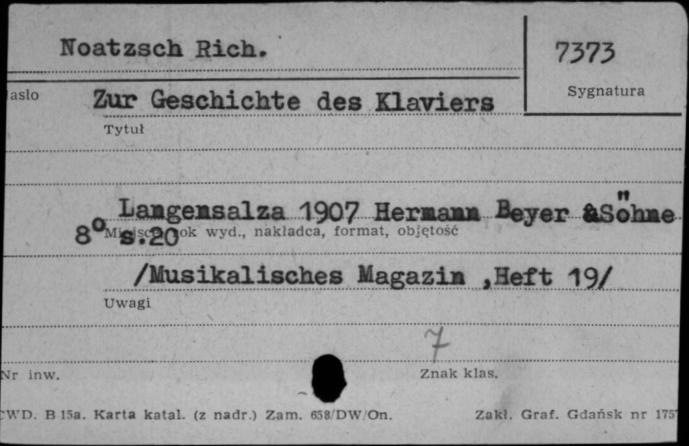 Noatzsch Rich.
7373
Sygnatura
asło
Zur Geschichte des Klaviers
Tytuł
Langensalza 1907 Hermann Beyer &Söhne
8° s.20
Miejsce, rok wyd., nakładca, format, objętość
/Musikalisches Magazin ,Heft 19/
Uwagi
7
Nr inw.
Znak klas.
WD. B 15a. Karta katal. (z nadr.) Zam. 658/DW/On.
Zakł. Graf. Gdańsk nr 175